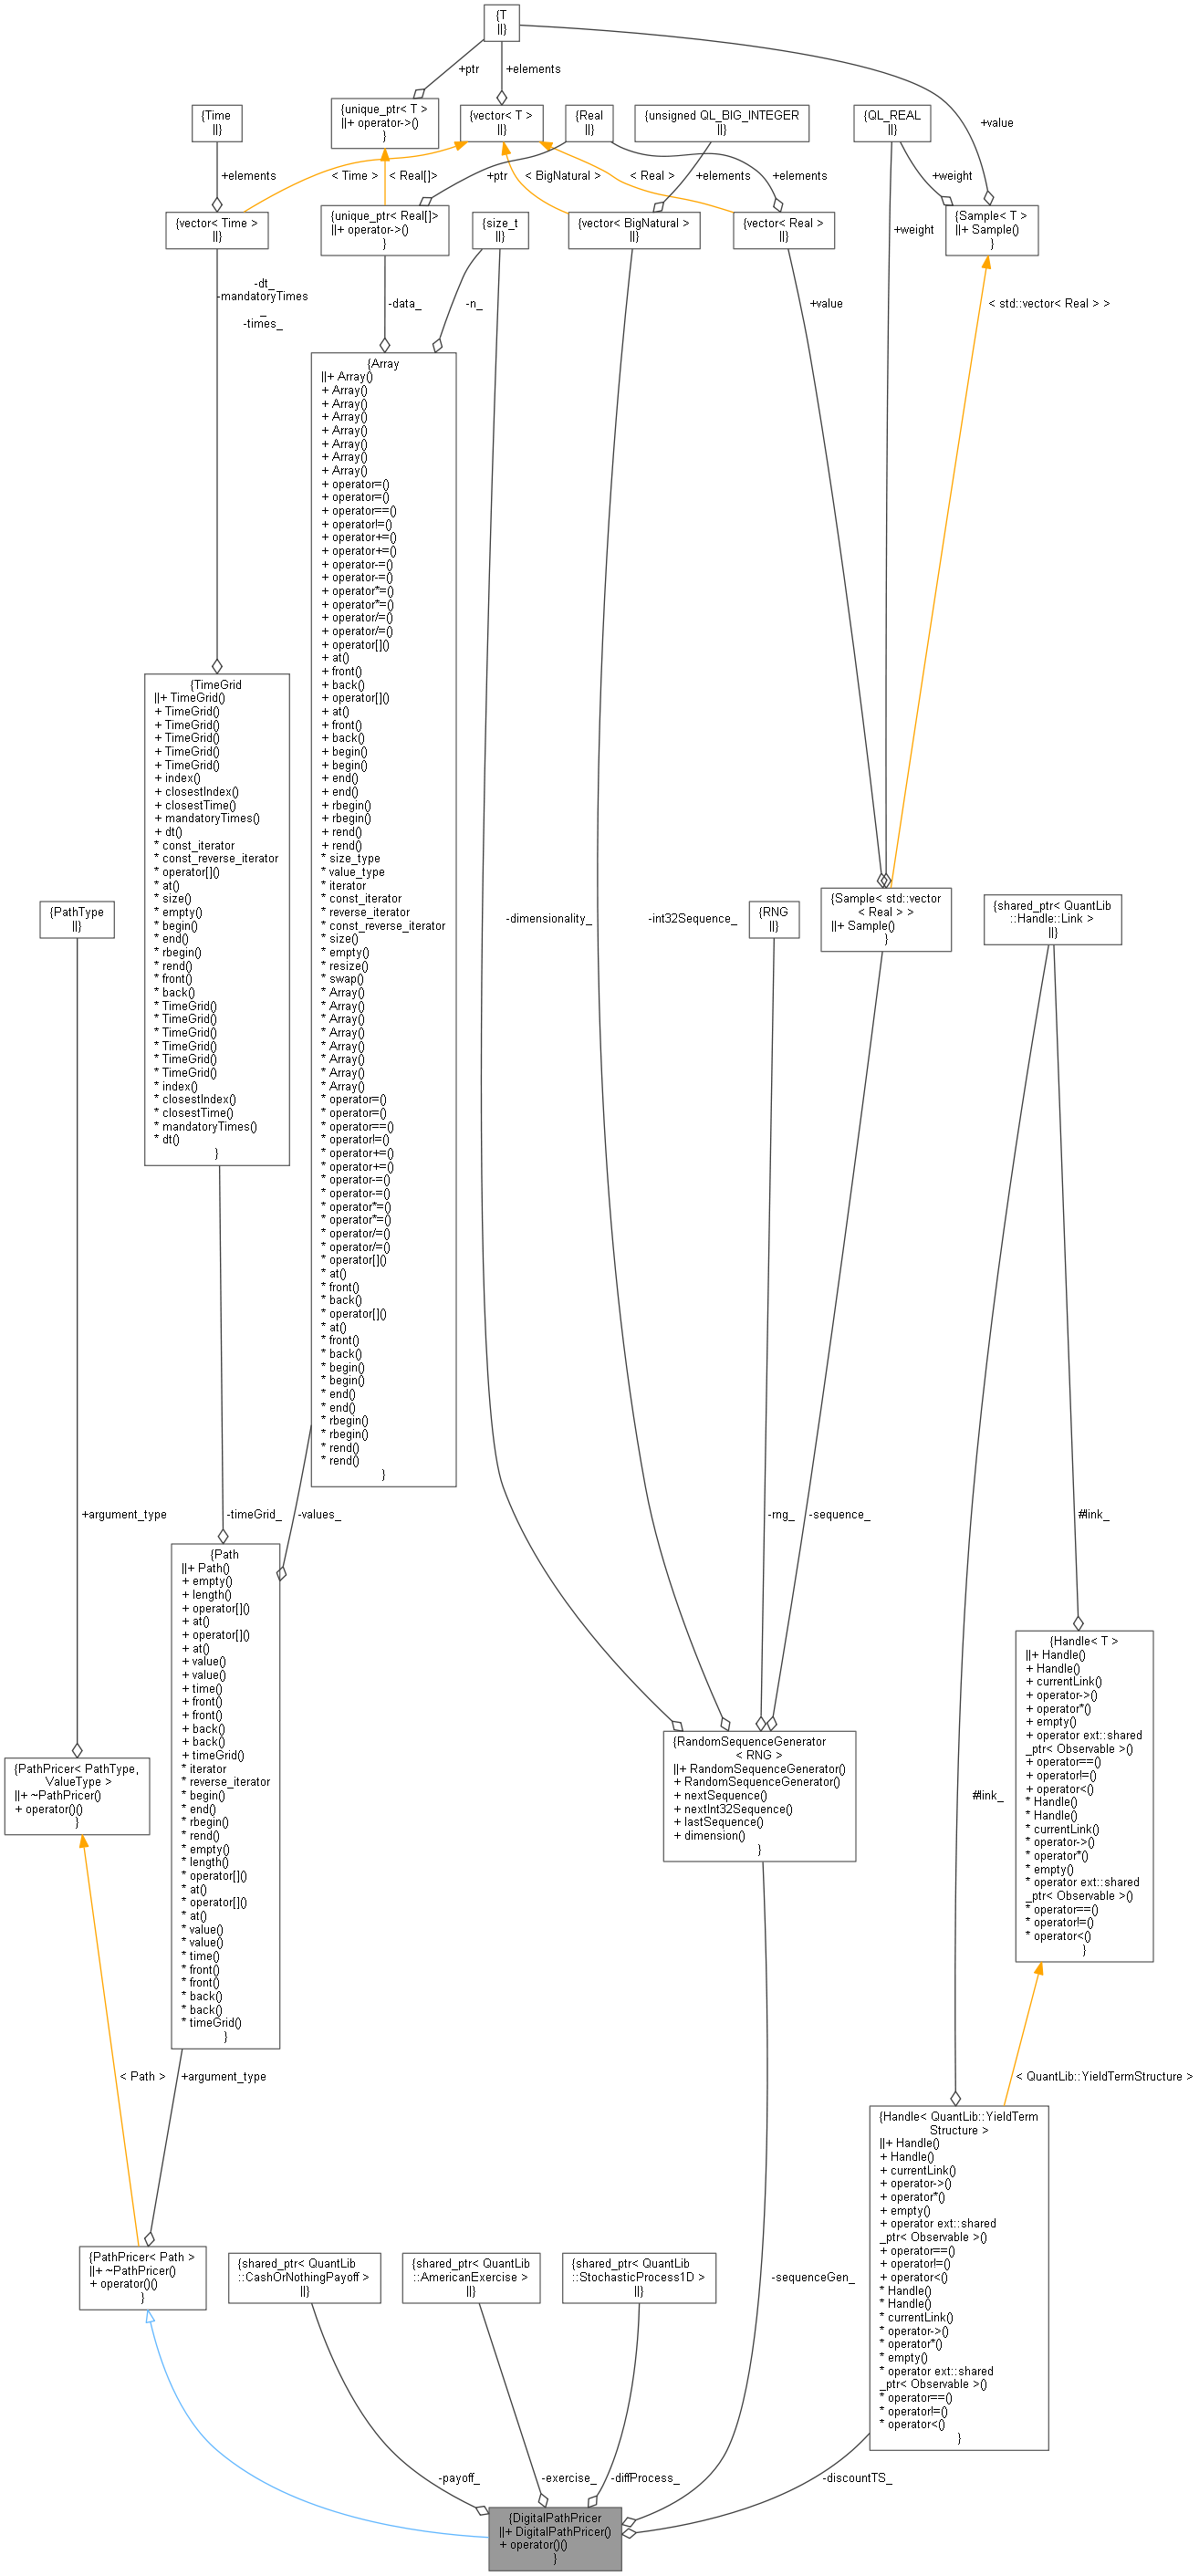 {T
||}
+ptr
+elements
+value
{Time
||}
{unique_ptr< T >
||+ operator->()
}
{vector< T >
||}
{Real
||}
{unsigned QL_BIG_INTEGER
||}
{QL_REAL
||}
+elements
< Time >
< Real[]>
+ptr
< BigNatural >
< Real >
+elements
+elements
+weight
{vector< Time >
||}
{unique_ptr< Real[]>
||+ operator->()
}
{size_t
||}
{vector< BigNatural >
||}
{vector< Real >
||}
+weight
{Sample< T >
||+ Sample()
}
-dt_
-mandatoryTimes
_
-times_
-data_
-n_
+value
< std::vector< Real > >
{Array
||+ Array()
+ Array()
+ Array()
+ Array()
+ Array()
+ Array()
+ Array()
+ Array()
+ operator=()
+ operator=()
+ operator==()
+ operator!=()
+ operator+=()
+ operator+=()
+ operator-=()
+ operator-=()
+ operator*=()
+ operator*=()
+ operator/=()
+ operator/=()
+ operator[]()
+ at()
+ front()
+ back()
+ operator[]()
+ at()
+ front()
+ back()
+ begin()
+ begin()
+ end()
+ end()
+ rbegin()
+ rbegin()
+ rend()
+ rend()
* size_type
* value_type
* iterator
* const_iterator
* reverse_iterator
* const_reverse_iterator
* size()
* empty()
* resize()
* swap()
* Array()
* Array()
* Array()
* Array()
* Array()
* Array()
* Array()
* Array()
* operator=()
* operator=()
* operator==()
* operator!=()
* operator+=()
* operator+=()
* operator-=()
* operator-=()
* operator*=()
* operator*=()
* operator/=()
* operator/=()
* operator[]()
* at()
* front()
* back()
* operator[]()
* at()
* front()
* back()
* begin()
* begin()
* end()
* end()
* rbegin()
* rbegin()
* rend()
* rend()
}
{TimeGrid
||+ TimeGrid()
+ TimeGrid()
+ TimeGrid()
+ TimeGrid()
+ TimeGrid()
+ TimeGrid()
+ index()
+ closestIndex()
+ closestTime()
+ mandatoryTimes()
+ dt()
* const_iterator
* const_reverse_iterator
* operator[]()
* at()
* size()
* empty()
* begin()
* end()
* rbegin()
* rend()
* front()
* back()
* TimeGrid()
* TimeGrid()
* TimeGrid()
* TimeGrid()
* TimeGrid()
* TimeGrid()
* index()
* closestIndex()
* closestTime()
* mandatoryTimes()
* dt()
}
{PathType
||}
-dimensionality_
-int32Sequence_
{RNG
||}
{Sample< std::vector
< Real > >
||+ Sample()
}
{shared_ptr< QuantLib
::Handle::Link >
||}
+argument_type
-timeGrid_
-values_
-rng_
-sequence_
#link_
{Path
||+ Path()
+ empty()
+ length()
+ operator[]()
+ at()
+ operator[]()
+ at()
+ value()
+ value()
+ time()
+ front()
+ front()
+ back()
+ back()
+ timeGrid()
* iterator
* reverse_iterator
* begin()
* end()
* rbegin()
* rend()
* empty()
* length()
* operator[]()
* at()
* operator[]()
* at()
* value()
* value()
* time()
* front()
* front()
* back()
* back()
* timeGrid()
}
{Handle< T >
||+ Handle()
+ Handle()
+ currentLink()
+ operator->()
+ operator*()
+ empty()
+ operator ext::shared
_ptr< Observable >()
+ operator==()
+ operator!=()
+ operator<()
* Handle()
* Handle()
* currentLink()
* operator->()
* operator*()
* empty()
* operator ext::shared
_ptr< Observable >()
* operator==()
* operator!=()
* operator<()
}
{PathPricer< PathType,
ValueType >
||+ ~PathPricer()
+ operator()()
}
{RandomSequenceGenerator
< RNG >
||+ RandomSequenceGenerator()
+ RandomSequenceGenerator()
+ nextSequence()
+ nextInt32Sequence()
+ lastSequence()
+ dimension()
}
#link_
< Path >
+argument_type
< QuantLib::YieldTermStructure >
{Handle< QuantLib::YieldTerm
Structure >
||+ Handle()
+ Handle()
+ currentLink()
+ operator->()
+ operator*()
+ empty()
+ operator ext::shared
_ptr< Observable >()
+ operator==()
+ operator!=()
+ operator<()
* Handle()
* Handle()
* currentLink()
* operator->()
* operator*()
* empty()
* operator ext::shared
_ptr< Observable >()
* operator==()
* operator!=()
* operator<()
}
{PathPricer< Path >
||+ ~PathPricer()
+ operator()()
}
{shared_ptr< QuantLib
::CashOrNothingPayoff >
||}
{shared_ptr< QuantLib
::AmericanExercise >
||}
{shared_ptr< QuantLib
::StochasticProcess1D >
||}
-sequenceGen_
-payoff_
-exercise_
-diffProcess_
-discountTS_
{DigitalPathPricer
||+ DigitalPathPricer()
+ operator()()
}